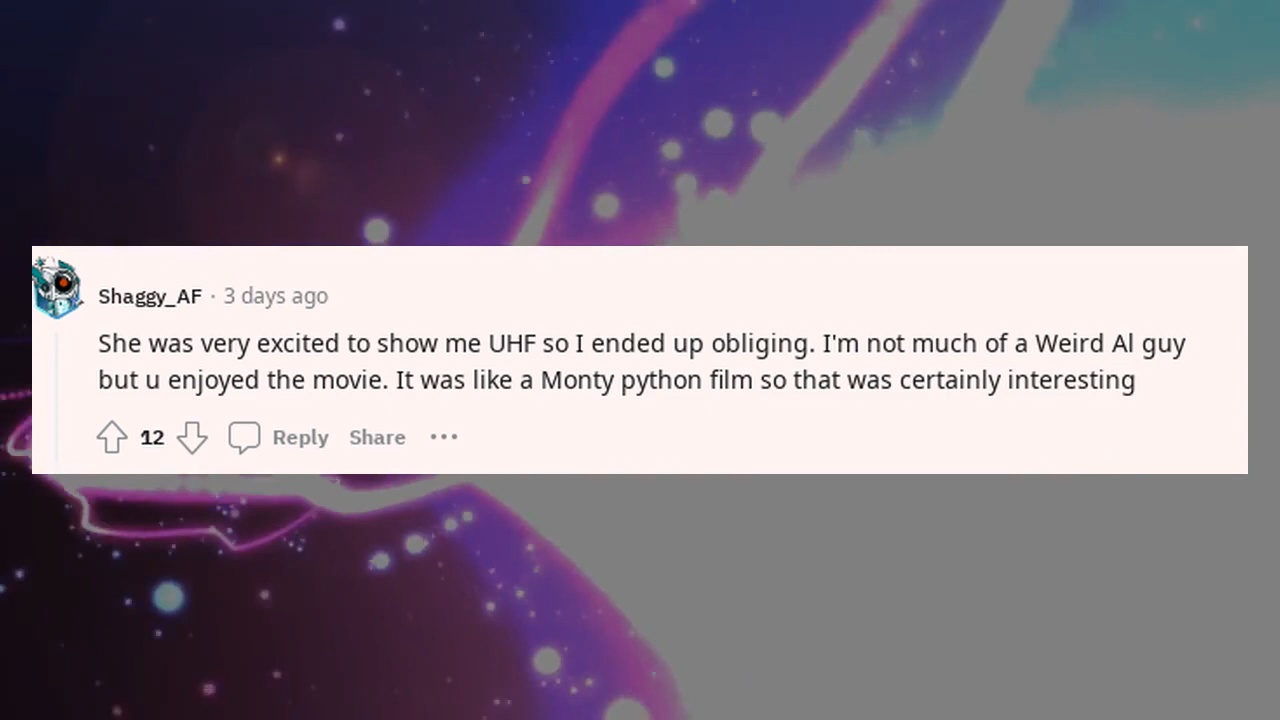 Shaggy_AF · 3 days ago
She was very excited to show me UHF so I ended up obliging. I'm not much of a Weird Al guy
but u enjoyed the movie. It was like a Monty python film so that was certainly interesting
12 Reply Share ···